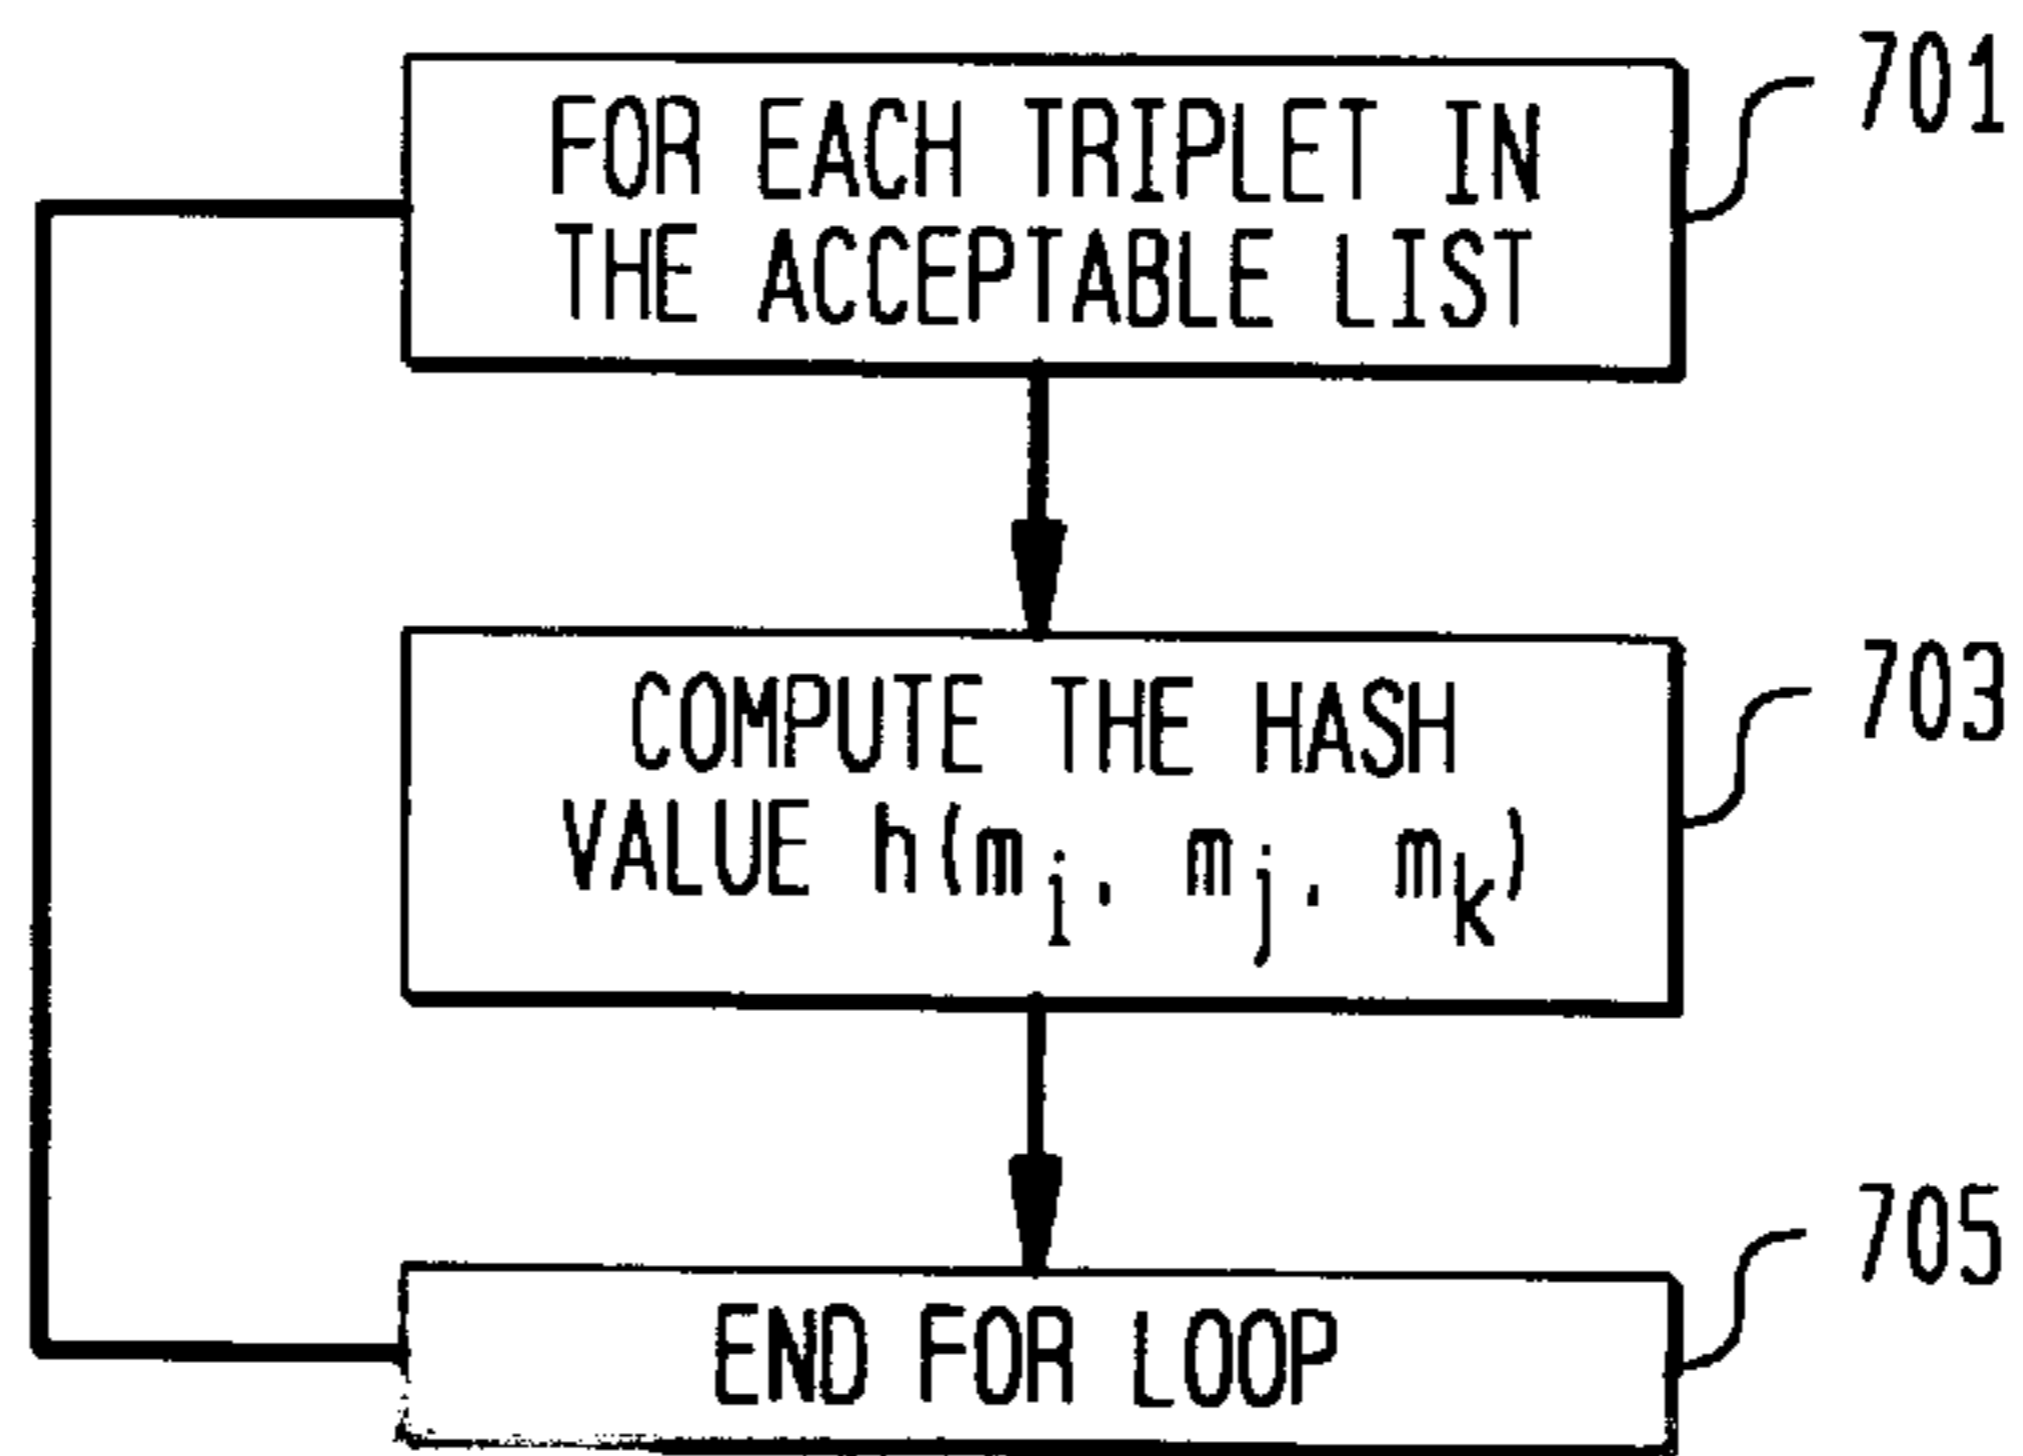 FOR EACH TRIPLET IN
THE ACCEPTABLE LIST
701
COMPUTE THE HASH
VALUE h(mi, mj, mk)
703
END FOR LOOP
705